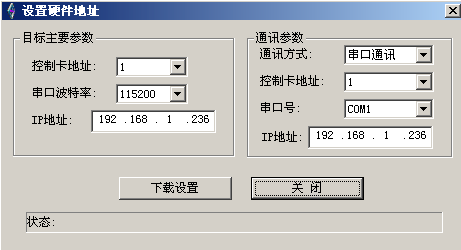 设置硬件地址
目标主要参数
控制卡地址: 1
串口波特率: 115200
IP地址: 192 .168 . 1 .236
通讯参数
通讯方式: 串口通讯
控制卡地址: 1
串口号: COM1
IP地址: 192 .168 . 1 .236
下载设置
关 闭
状态: